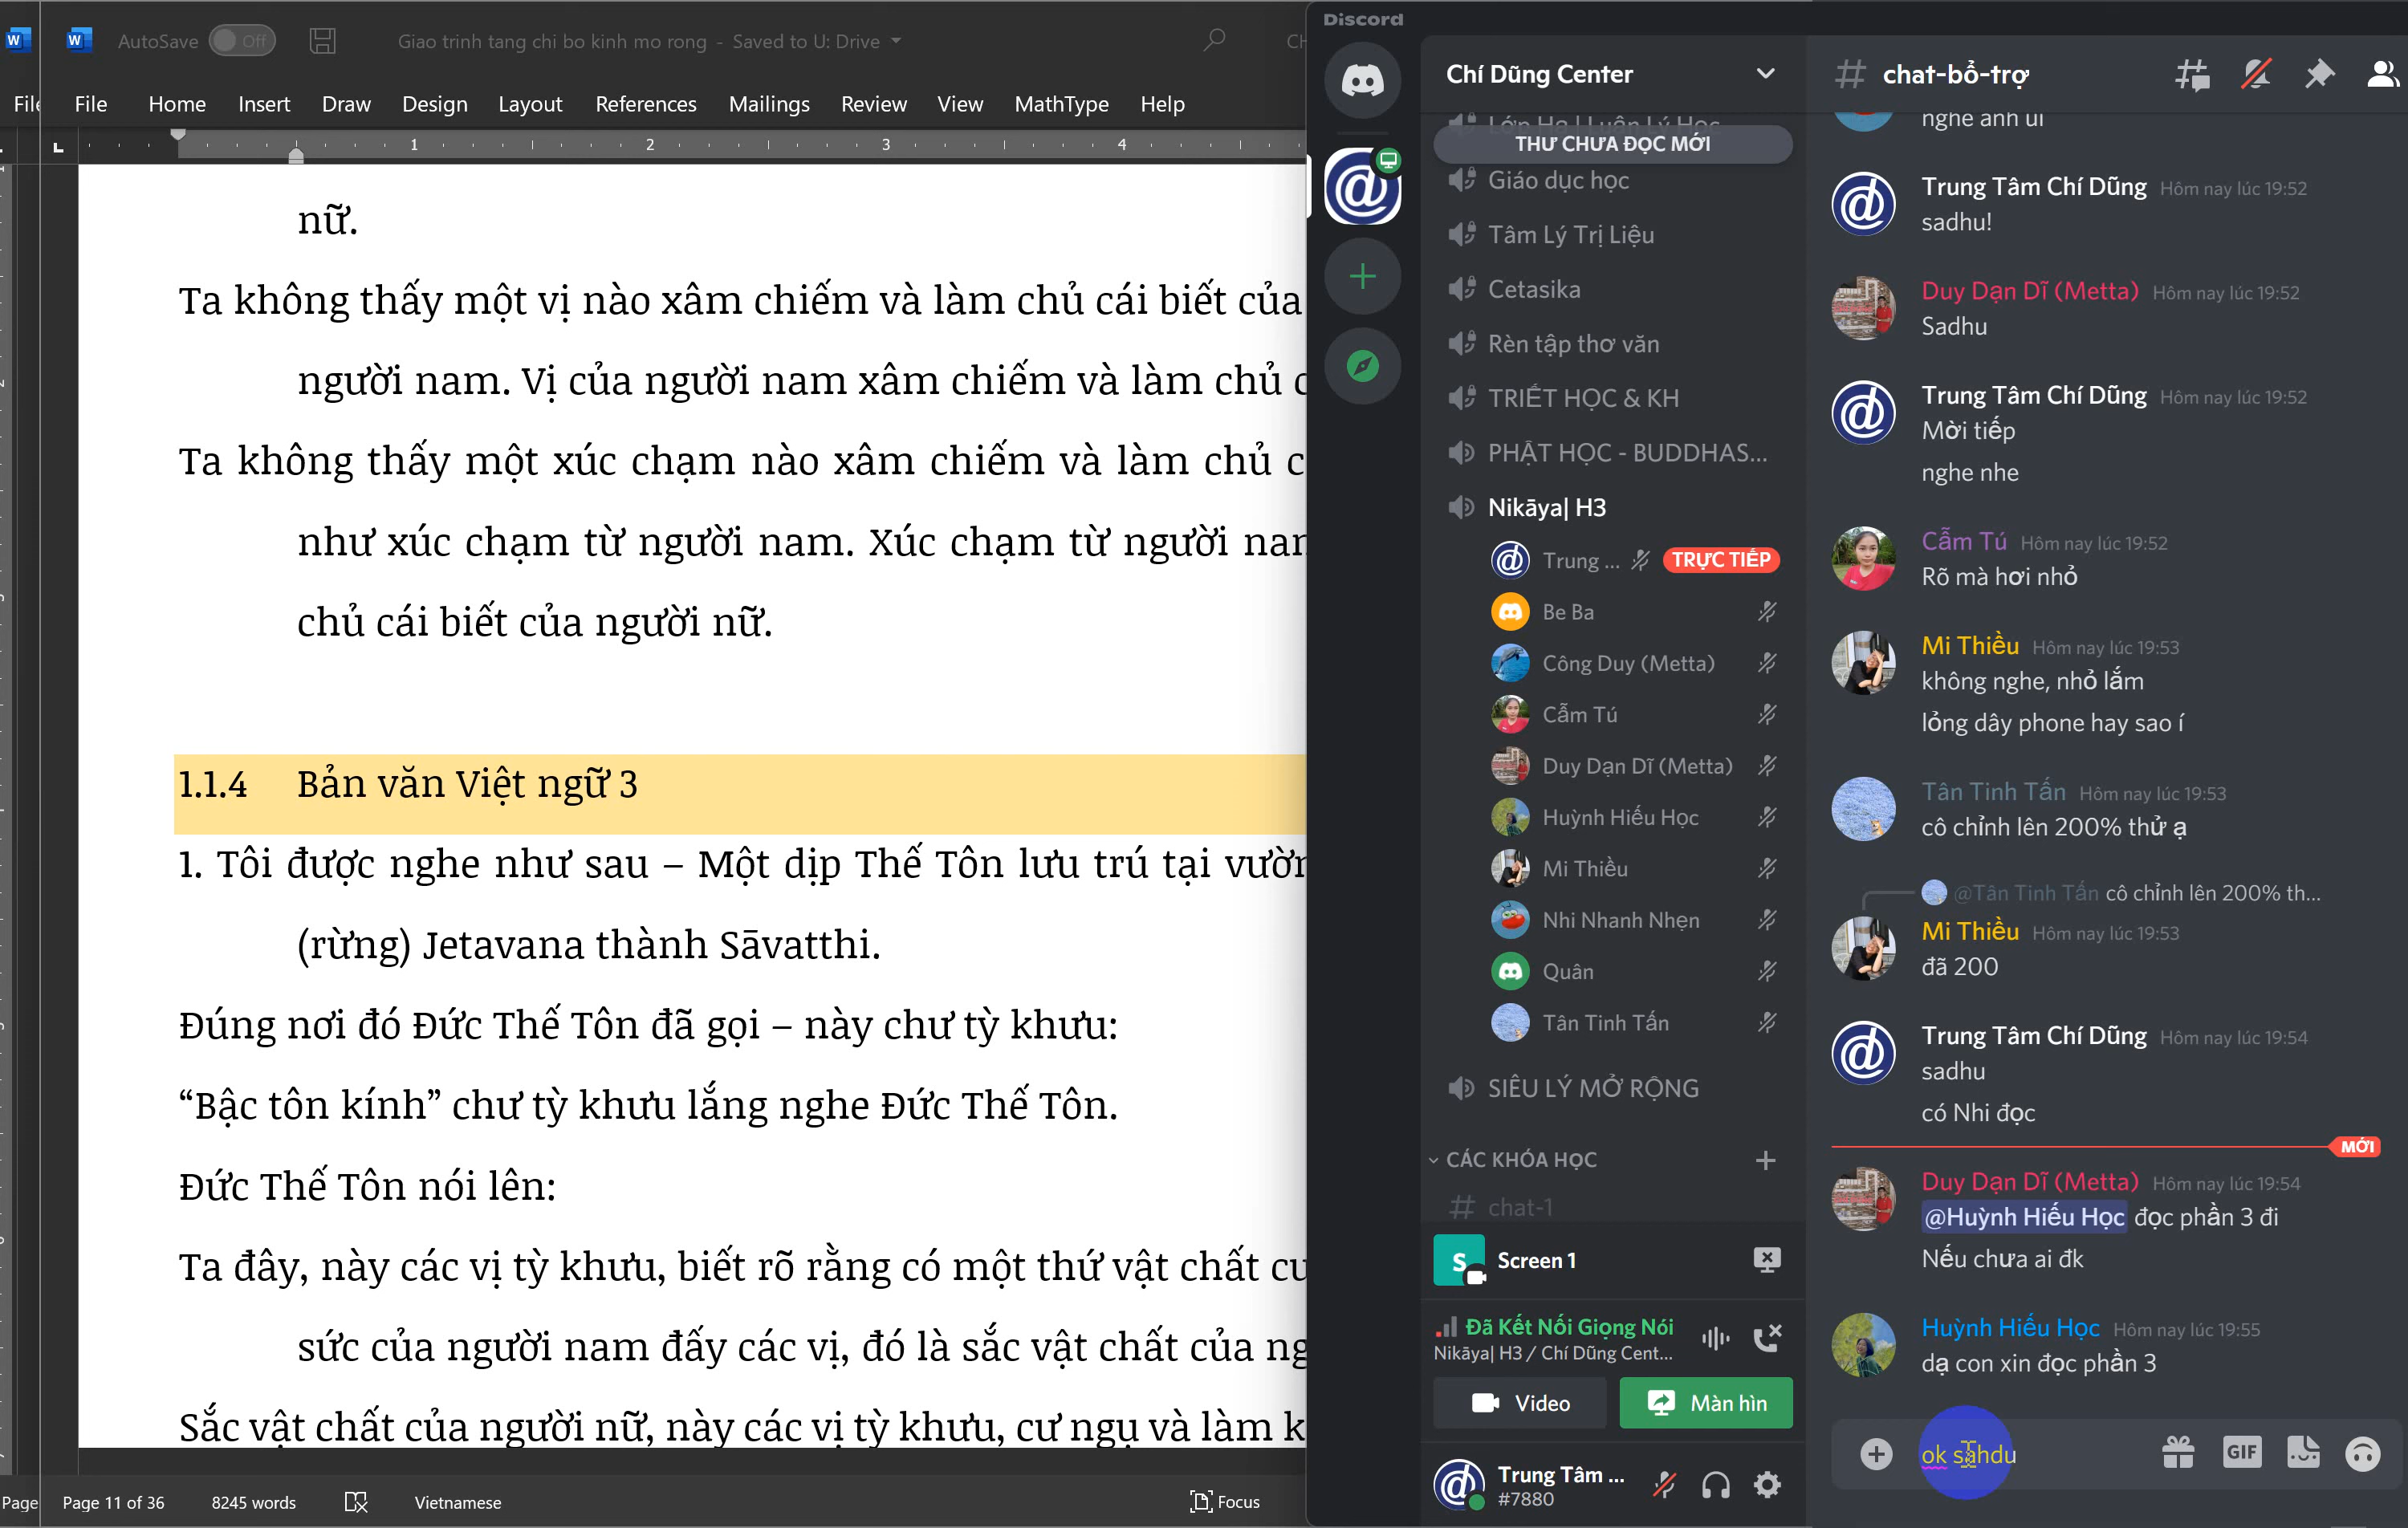 AutoSave
Off
Giao trinh tang chi bo kinh mo rong - Saved to U: Drive
File
Home
Insert
Draw
Design
Layout
References
Mailings
Review
View
MathType
Help
1
2
3
4
nữ.
Ta không thấy một vị nào xâm chiếm và làm chủ cái biết của
người nam. Vị của người nam xâm chiếm và làm chủ
Ta không thấy một xúc chạm nào xâm chiếm và làm chủ
như xúc chạm từ người nam. Xúc chạm từ người
chủ cái biết của người nữ.
1.1.4 Bản văn Việt ngữ 3
1. Tôi được nghe như sau – Một dịp Thế Tôn lưu trú tại
(rừng) Jetavana thành Sāvatthi.
Đúng nơi đó Đức Thế Tôn đã gọi – này chư tỳ khưu:
“Bậc tôn kính” chư tỳ khưu lắng nghe Đức Thế Tôn.
Đức Thế Tôn nói lên:
Ta đây, này các vị tỳ khưu, biết rõ rằng có một thứ vật chất
sức của người nam đấy các vị, đó là sắc vật chất của
Sắc vật chất của người nữ, này các vị tỳ khưu, cư ngụ và làm
Page
Page 11 of 36
8245 words
Vietnamese
Focus
Discord
Chí Dũng Center
Lớp Hạ | Luân Lý Học
THƯ CHƯA ĐỌC MỚI
Giáo dục học
Tâm Lý Trị Liệu
Cetasika
Rèn tập thơ văn
TRIẾT HỌC & KH
PHẬT HỌC - BUDDHAS...
Nikāya| H3
Trung ...
TRỰC TIẾP
Be Ba
Công Duy (Metta)
Cẩm Tú
Duy Dạn Dĩ (Metta)
Huỳnh Hiếu Học
Mi Thiều
Nhi Nhanh Nhẹn
Quân
Tân Tinh Tấn
SIÊU LÝ MỞ RỘNG
CÁC KHÓA HỌC
# chat-1
S
Screen 1
Đã Kết Nối Giọng Nói
Nikāya| H3 / Chí Dũng Cent...
Video
Màn hìn
Trung Tâm ...
#7880
# chat-bổ-trợ
nghe anh ui
Trung Tâm Chí Dũng Hôm nay lúc 19:52
sadhu!
Duy Dạn Dĩ (Metta) Hôm nay lúc 19:52
Sadhu
Trung Tâm Chí Dũng Hôm nay lúc 19:52
Mời tiếp
nghe nhe
Cẩm Tú Hôm nay lúc 19:52
Rõ mà hơi nhỏ
Mi Thiều Hôm nay lúc 19:53
không nghe, nhỏ lắm
lỏng dây phone hay sao í
Tân Tinh Tấn Hôm nay lúc 19:53
cô chỉnh lên 200% thử ạ
@Tân Tinh Tấn cô chỉnh lên 200% th...
Mi Thiều Hôm nay lúc 19:53
đã 200
Trung Tâm Chí Dũng Hôm nay lúc 19:54
sadhu
có Nhi đọc
MỚI
Duy Dạn Dĩ (Metta) Hôm nay lúc 19:54
@Huỳnh Hiếu Học đọc phần 3 đi
Nếu chưa ai đk
Huỳnh Hiếu Học Hôm nay lúc 19:55
dạ con xin đọc phần 3
ok sahdu
GIF